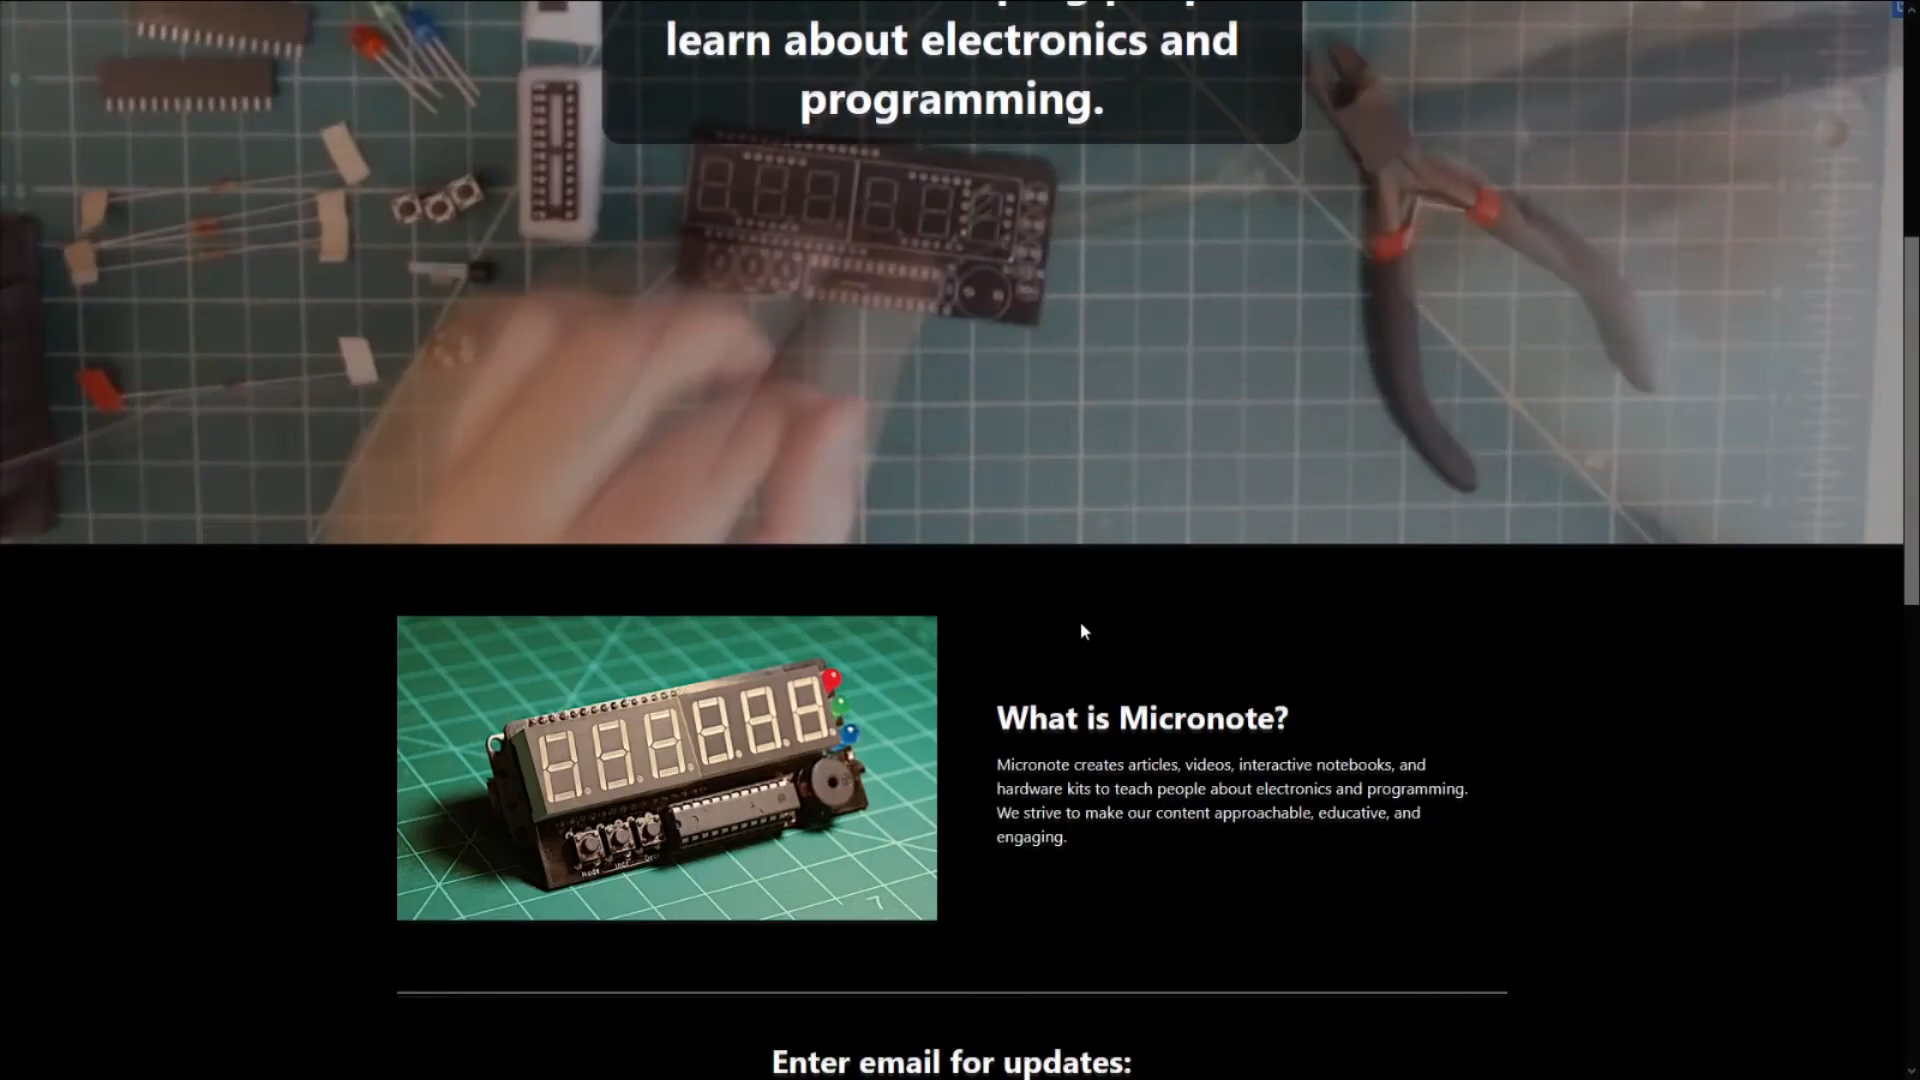 learn about electronics and
programming.
What is Micronote?
Micronote creates articles, videos, interactive notebooks, and
hardware kits to teach people about electronics and programming.
We strive to make our content approachable, educative, and
engaging.
Enter email for updates: